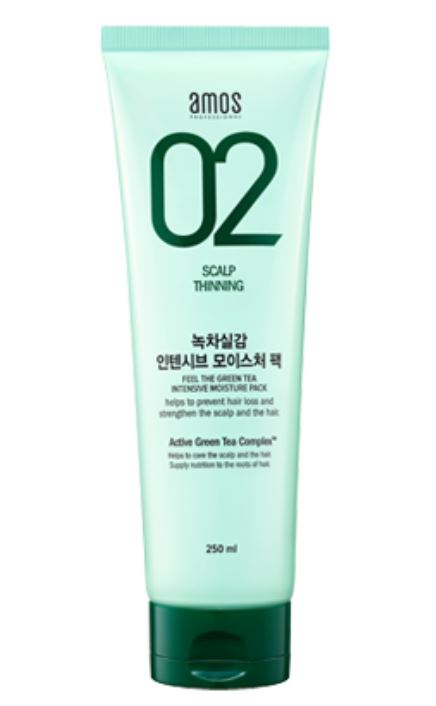 amos
PROFESSIONAL
02
SCALP
THINNING
녹차실감
인텐시브 모이스처 팩
FEEL THE GREEN TEA
INTENSIVE MOISTURE PACK
helps to prevent hair loss and
strengthen the scalp and the hair.
Active Green Tea Complex™
Helps to care the scalp and the hair.
Supply nutrition to the roots of hair.
250 ml